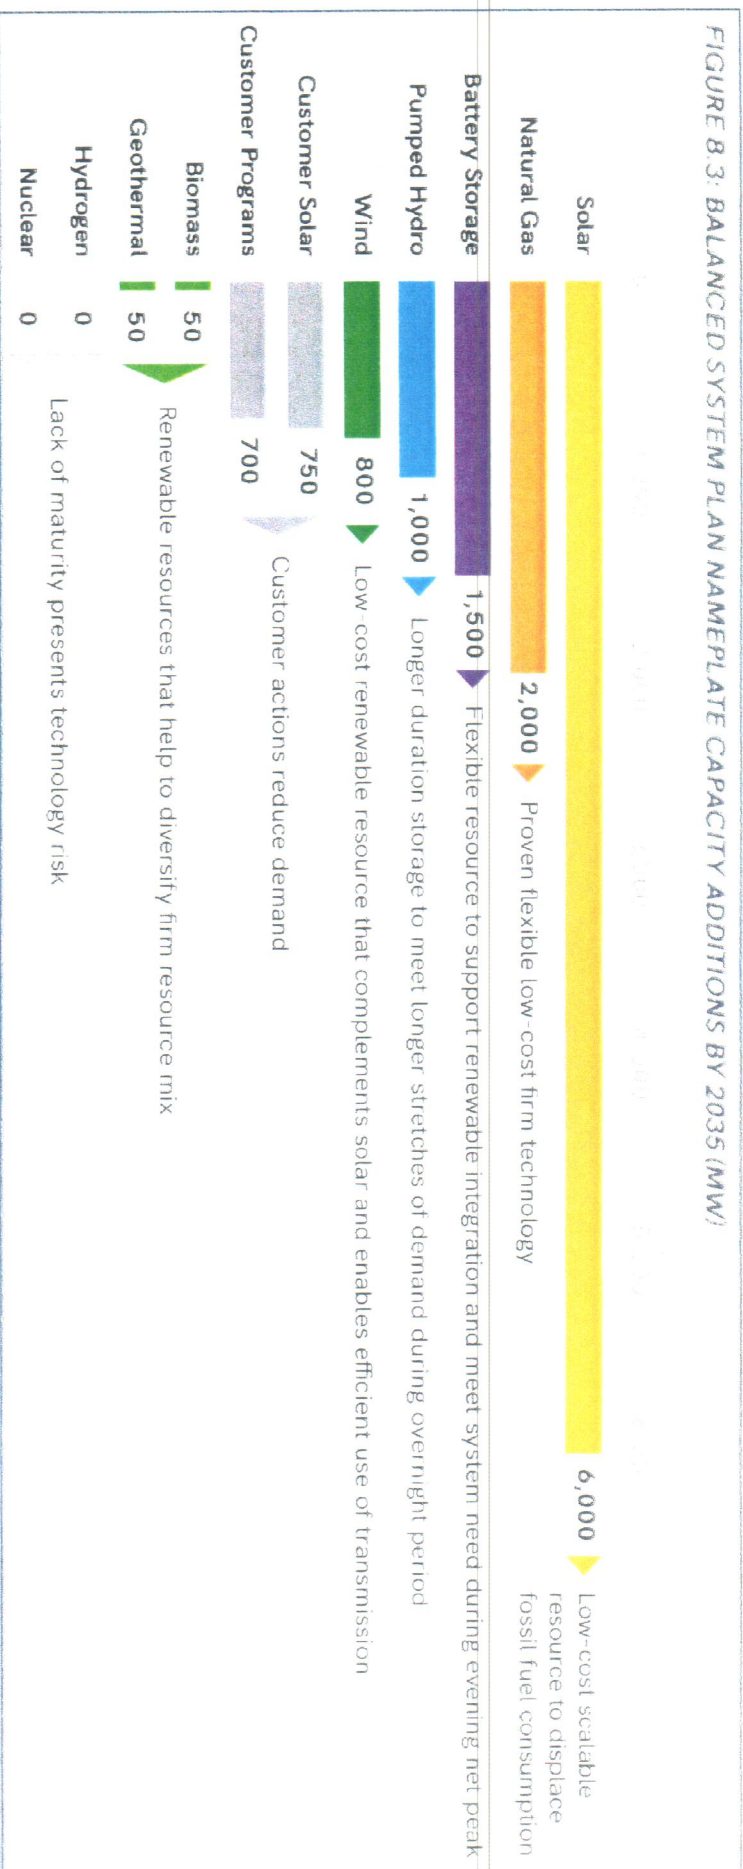 FIGURE 8.3: BALANCED SYSTEM PLAN NAMEPLATE CAPACITY ADDITIONS BY 2035 (MW)
Solar 6,000 Low-cost scalable
resource to displace
fossil fuel consumption
Natural Gas 2,000 Proven flexible low-cost firm technology
Battery Storage 1,500 Flexible resource to support renewable integration and meet system need during evening net peak
Pumped Hydro 1,000 Longer duration storage to meet longer stretches of demand during overnight period
Wind 800 Low-cost renewable resource that complements solar and enables efficient use of transmission
Customer Solar 750
Customer actions reduce demand
Customer Programs 700
Biomass 50
Renewable resources that help to diversify firm resource mix
Geothermal 50
Hydrogen 0
Lack of maturity presents technology risk
Nuclear 0